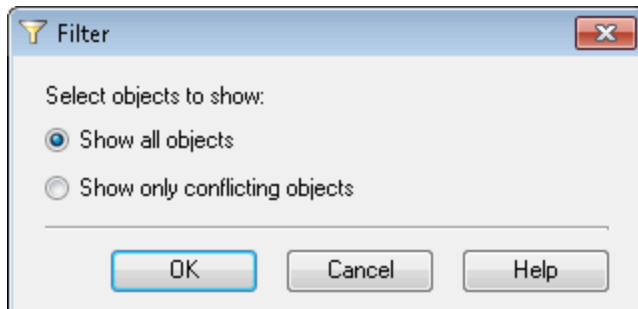 Filter
Select objects to show:
Show all objects
Show only conflicting objects
OK Cancel Help